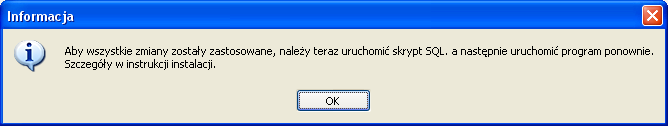 Informacja
Aby wszystkie zmiany zostały zastosowane, należy teraz uruchomić skrypt SQL. a następnie uruchomić program ponownie.
Szczegóły w instrukcji instalacji.
OK